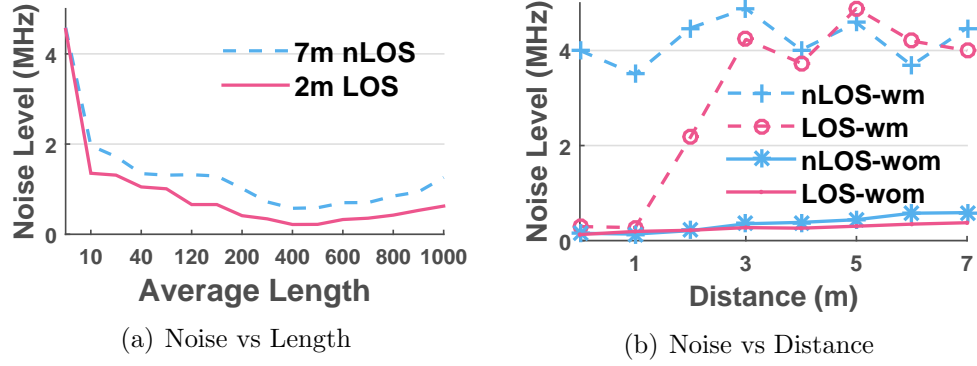 Noise Level (MHz)
4
2
0
7m nLOS
2m LOS
10 40 120 200 400 600 800 1000
Average Length
(a) Noise vs Length
Noise Level (MHz)
4
2
0
nLOS-wm
LOS-wm
nLOS-wom
LOS-wom
1 3 5 7
Distance (m)
(b) Noise vs Distance